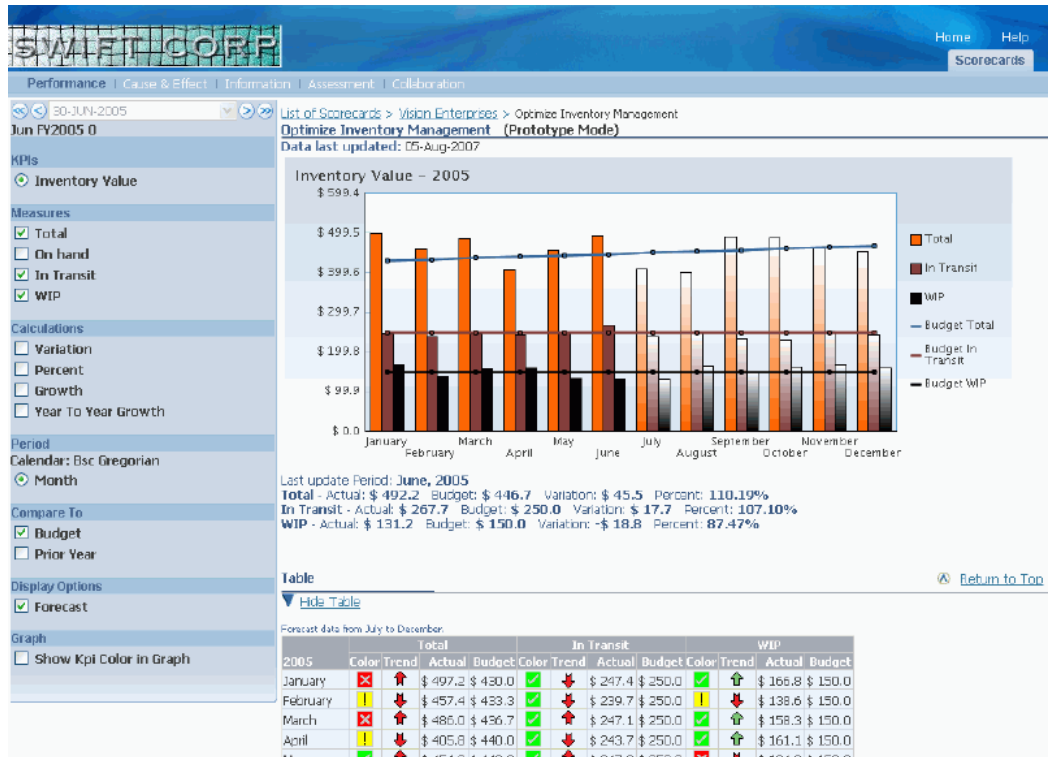 SWIFT CORP
Home Help
Scorecards
Performance | Cause & Effect | Information | Assessment | Collaboration
30-JUN-2005
Jun FY2005 0
KPIs
Inventory Value
Measures
Total
On hand
In Transit
WIP
Calculations
Variation
Percent
Growth
Year To Year Growth
Period
Calendar: Bsc Gregorian
Month
Compare To
Budget
Prior Year
Display Options
Forecast
Graph
Show Kpi Color in Graph
List of Scorecards > Vision Enterprises > Optimize Inventory Management
Optimize Inventory Management (Prototype Mode)
Data last updated: 05-Aug-2007
Inventory Value - 2005
$ 599.4
$ 499.5
$ 399.6
$ 299.7
$ 199.8
$ 99.9
$ 0.0
January March May July September November
February April June August October December
Total
In Transit
WIP
Budget Total
Budget In
Transit
Budget WIP
Last update Period: June, 2005
Total - Actual: $ 492.2 Budget: $ 446.7 Variation: $ 45.5 Percent: 110.19%
In Transit - Actual: $ 267.7 Budget: $ 250.0 Variation: $ 17.7 Percent: 107.10%
WIP - Actual: $ 131.2 Budget: $ 150.0 Variation: -$ 18.8 Percent: 87.47%
Table
Return to Top
Hide Table
Forecast data from July to December.
Total In Transit WIP
2005 Color Trend Actual Budget Color Trend Actual Budget Color Trend Actual Budget
January $ 497.2 $ 430.0 $ 247.4 $ 250.0 $ 166.8 $ 150.0
February $ 457.4 $ 433.3 $ 239.7 $ 250.0 $ 138.6 $ 150.0
March $ 486.0 $ 436.7 $ 247.1 $ 250.0 $ 158.3 $ 150.0
April $ 405.8 $ 440.0 $ 243.7 $ 250.0 $ 161.1 $ 150.0